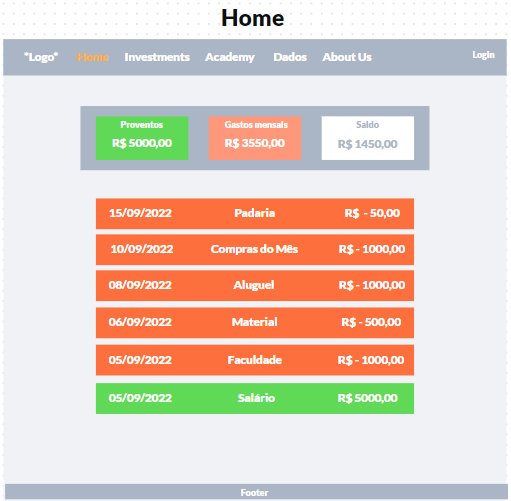 Home
"Logo" Home Investments Academy Dados About Us LogIn
Proventos Gastos mensais Saldo
R$ 5000,00 R$ 3550,00 R$ 1450,00
15/09/2022 Padaria R$ - 50,00
10/09/2022 Compras do Mês R$ - 1000,00
08/09/2022 Aluguel R$ - 1000,00
06/09/2022 Material R$ - 500,00
05/09/2022 Faculdade R$ - 1000,00
05/09/2022 Salário R$ 5000,00
Footer